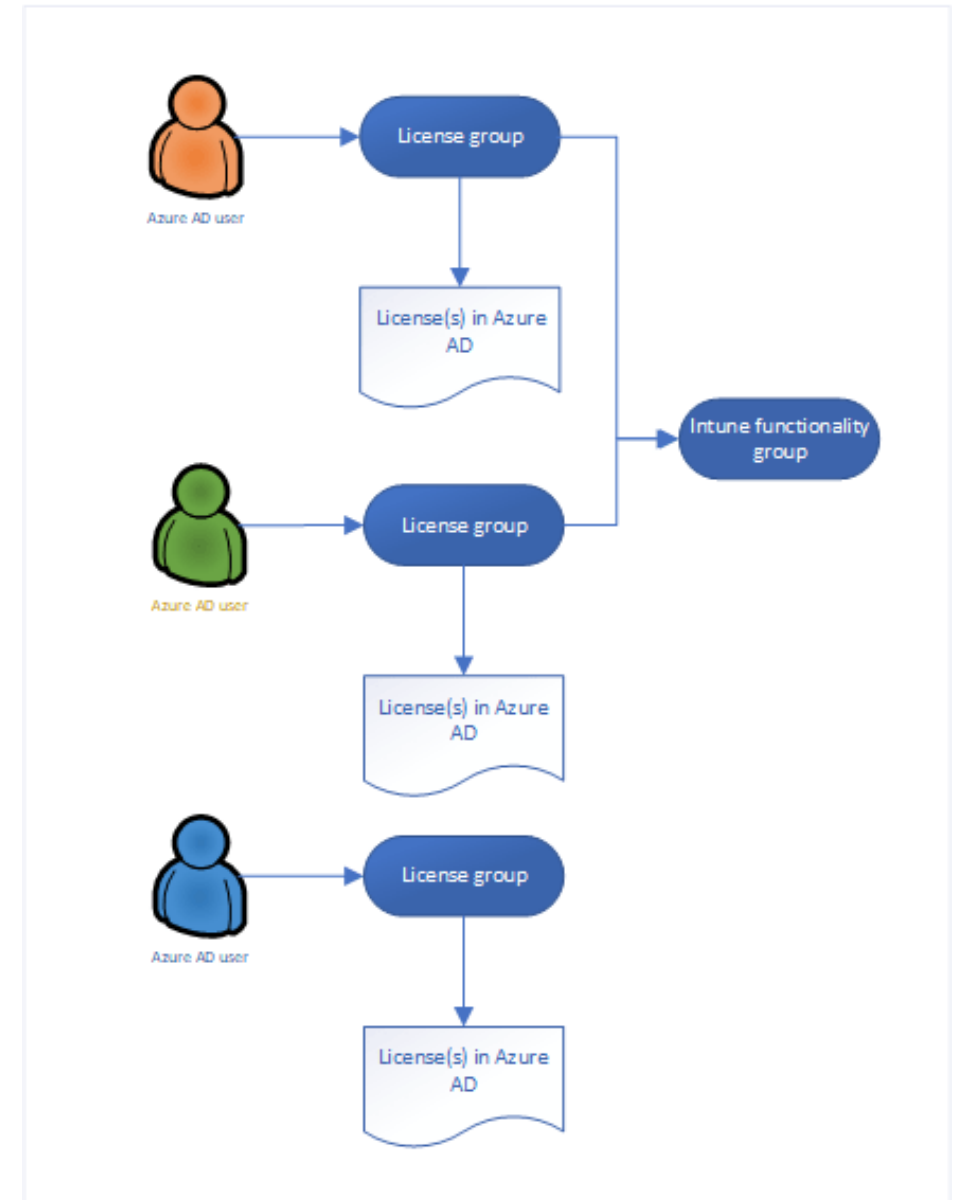 License group
Azure AD user
License(s) in Azure
AD
Intune functionality
group
License group
Azure AD user
License(s) in Azure
AD
License group
Azure AD user
License(s) in Azure
AD